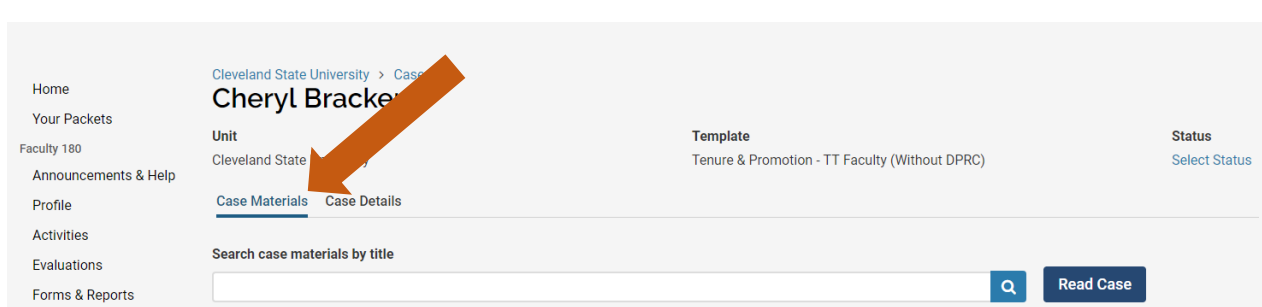 Home
Your Packets
Faculty 180
Announcements & Help
Profile
Activities
Evaluations
Forms & Reports
Cleveland State University >
Cheryl
Unit
Cleveland State
Template
Tenure & Promotion - TT Faculty (Without DPRC)
Status
Select Status
Case Materials Case Details
Search case materials by title
Read Case